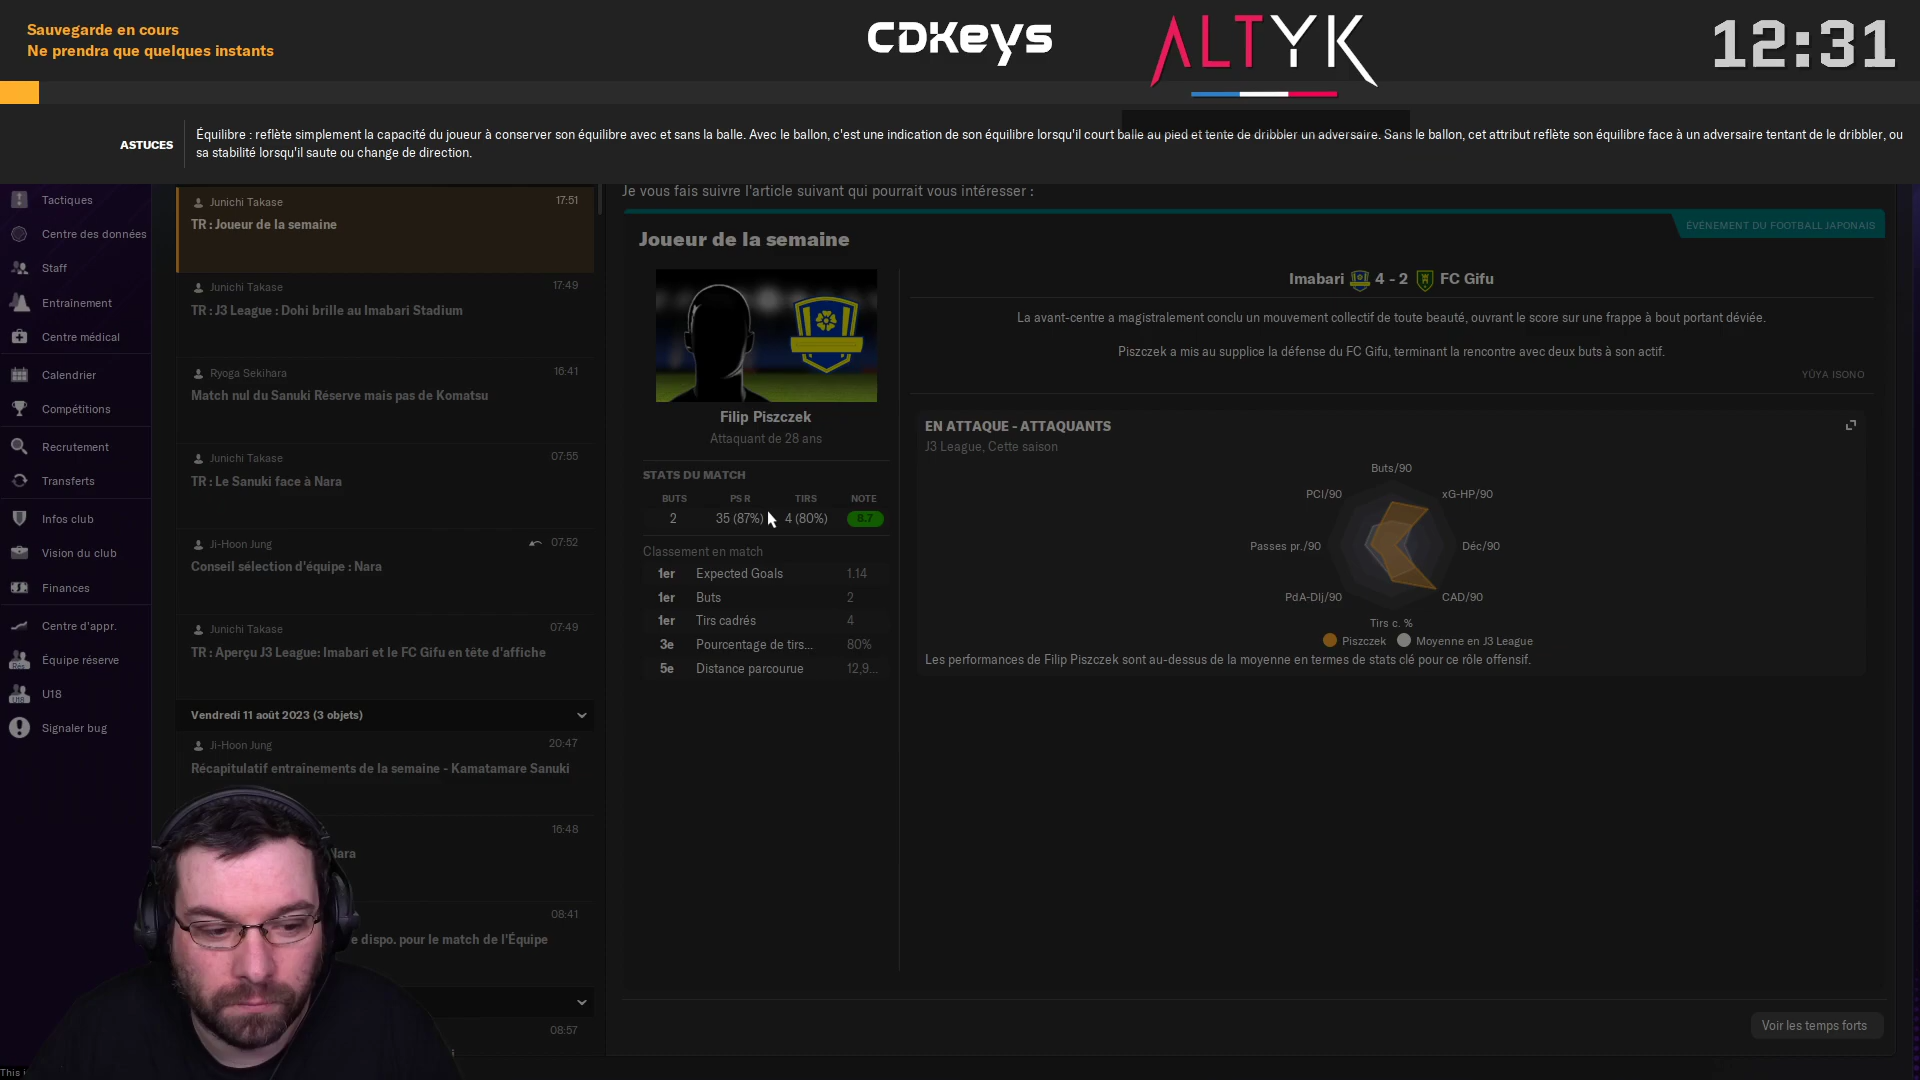 Sauvegarde en cours
Ne prendra que quelques instants
CDKeys
ALTYK
12:31
ASTUCES
Équilibre : reflète simplement la capacité du joueur à conserver son équilibre avec et sans la balle. Avec le ballon, c'est une indication de son équilibre lorsqu'il court balle au pied et tente de dribbler un adversaire. Sans le ballon, cet attribut reflète son équilibre face à un adversaire tentant de le dribler, ou
sa stabilité lorsqu'il saute ou change de direction.
Tactiques
Centre des données
Staff
Entraînement
Centre médical
Calendrier
Compétitions
Recrutement
Transferts
Infos club
Vision du club
Finances
Centre d'appr.
Équipe réserve
U18
Signaler bug
Junichi Takase 17:51
TR : Joueur de la semaine
Junichi Takase 17:49
TR : J3 League : Dohi brille au Imabari Stadium
Ryoga Sekihara 16:41
Match nul du Sanuki Réserve mais pas de Komatsu
Junichi Takase 07:55
TR : Le Sanuki face à Nara
Ji-Hoon Jung 07:52
Conseil sélection d'équipe : Nara
Junichi Takase 07:49
TR : Aperçu J3 League: Imabari et le FC Gifu en tête d'affiche
Vendredi 11 août 2023 (3 objets)
Ji-Hoon Jung 20:47
Récapitulatif entraînements de la semaine - Kamatamare Sanuki
16:48
Nara
08:41
e dispo. pour le match de l'Équipe
08:57
This i
Je vous fais suivre l'article suivant qui pourrait vous intéresser :
ÉVÉNEMENT DU FOOTBALL JAPONAIS
Joueur de la semaine
Filip Piszczek
Attaquant de 28 ans
STATS DU MATCH
BUTS PS R TIRS NOTE
2 35 (87%) 4 (80%) 8.7
Classement en match
1er Expected Goals 1.14
1er Buts 2
1er Tirs cadrés 4
3e Pourcentage de tirs... 80%
5e Distance parcourue 12,9...
Imabari 4 - 2 FC Gifu
La avant-centre a magistralement conclu un mouvement collectif de toute beauté, ouvrant le score sur une frappe à bout portant déviée.
Piszczek a mis au supplice la défense du FC Gifu, terminant la rencontre avec deux buts à son actif.
YŪYA ISONO
EN ATTAQUE - ATTAQUANTS
J3 League, Cette saison
Buts/90
PCI/90 xG-HP/90
Passes pr./90 Déc/90
PdA-DIj/90 CAD/90
Tirs c. %
Piszczek Moyenne en J3 League
Les performances de Filip Piszczek sont au-dessus de la moyenne en termes de stats clé pour ce rôle offensif.
Voir les temps forts